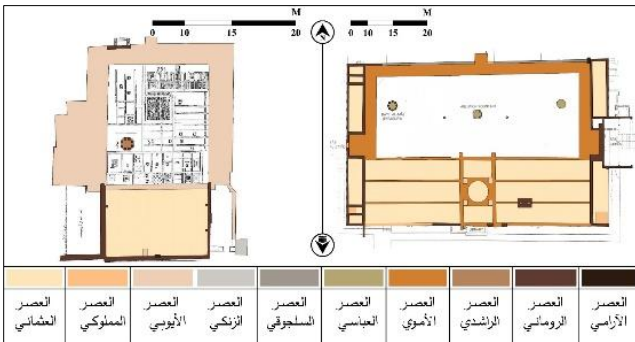 M
0 10 15 20
M
0 10 15 20
العصر الآرامي
العصر الروماني
العصر الراشدي
العصر الأموي
العصر العباسي
العصر السلجوقي
العصر الزنكي
العصر الأيوبي
العصر المملوكي
العصر العثماني